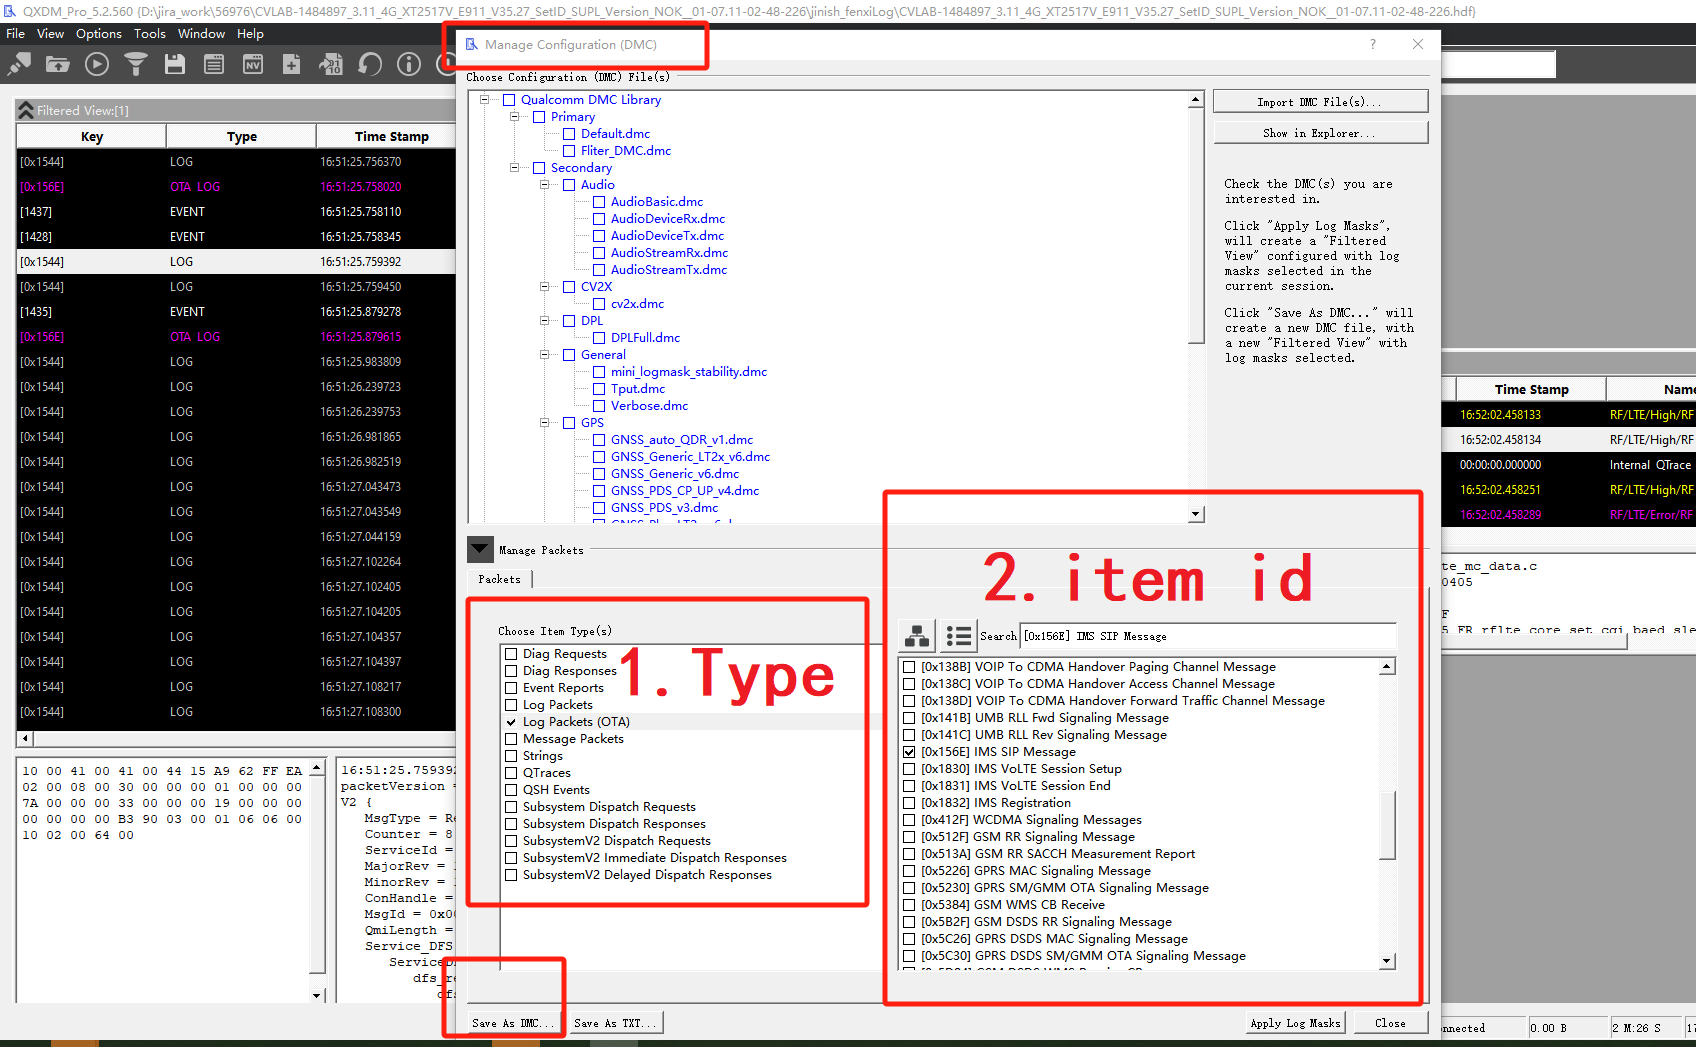 QXDM_Pro_5.2.560 (D:\jira_work\56976\CVLAB-1484897_3.11_4G_XT2517V_E911_V35.27_SetID_SUPL_Version_NOK__01-07.11-02-48-226\jinish_fenxiLog\CVLAB-1484897_3.11_4G_XT2517V_E911_V35.27_SetID_SUPL_Version_NOK__01-07.11-02-48-226.hdf)
File View Options Tools Window Help
Filtered View:[1]
Key Type Time Stamp
[0x1544] LOG 16:51:25.756370
[0x156E] OTA LOG 16:51:25.758020
[1437] EVENT 16:51:25.758110
[1428] EVENT 16:51:25.758345
[0x1544] LOG 16:51:25.759392
[0x1544] LOG 16:51:25.759450
[1435] EVENT 16:51:25.879278
[0x156E] OTA LOG 16:51:25.879615
[0x1544] LOG 16:51:25.983809
[0x1544] LOG 16:51:26.239723
[0x1544] LOG 16:51:26.239753
[0x1544] LOG 16:51:26.981865
[0x1544] LOG 16:51:26.982519
[0x1544] LOG 16:51:27.043473
[0x1544] LOG 16:51:27.043549
[0x1544] LOG 16:51:27.044159
[0x1544] LOG 16:51:27.102264
[0x1544] LOG 16:51:27.102405
[0x1544] LOG 16:51:27.104205
[0x1544] LOG 16:51:27.104357
[0x1544] LOG 16:51:27.104397
[0x1544] LOG 16:51:27.108217
[0x1544] LOG 16:51:27.108300
10 00 41 00 41 00 44 15 A9 62 FF EA
02 00 08 00 30 00 00 00 01 00 00 00
7A 00 00 00 33 00 00 00 19 00 00 00
00 00 00 00 B3 90 03 00 01 06 06 00
10 02 00 64 00
16:51:25.759392
packetVersion =
V2 {
MsgType = Re
Counter = 8
ServiceId =
MajorRev =
MinorRev =
ConHandle =
MsgId = 0x00
QmiLength =
Service_DFS
ServiceD
dfs_re
Manage Configuration (DMC)
Choose Configuration (DMC) File(s)
Qualcomm DMC Library
Primary
Default.dmc
Fliter_DMC.dmc
Secondary
Audio
AudioBasic.dmc
AudioDeviceRx.dmc
AudioDeviceTx.dmc
AudioStreamRx.dmc
AudioStreamTx.dmc
CV2X
cv2x.dmc
DPL
DPLFull.dmc
General
mini_logmask_stability.dmc
Tput.dmc
Verbose.dmc
GPS
GNSS_auto_QDR_v1.dmc
GNSS_Generic_LT2x_v6.dmc
GNSS_Generic_v6.dmc
GNSS_PDS_CP_UP_v4.dmc
GNSS_PDS_v3.dmc
Import DMC File(s)...
Show in Explorer...
Check the DMC(s) you are
interested in.
Click "Apply Log Masks",
will create a "Filtered
View" configured with log
masks selected in the
current session.
Click "Save As DMC..." will
create a new DMC file, with
a new "Filtered View" with
log masks selected.
Manage Packets
Packets
Choose Item Type(s)
Diag Requests
Diag Responses
Event Reports
Log Packets
Log Packets (OTA)
Message Packets
Strings
QTraces
QSH Events
Subsystem Dispatch Requests
Subsystem Dispatch Responses
SubsystemV2 Dispatch Requests
SubsystemV2 Immediate Dispatch Responses
SubsystemV2 Delayed Dispatch Responses
1.Type
2.item id
Search [0x156E] IMS SIP Message
[0x138B] VOIP To CDMA Handover Paging Channel Message
[0x138C] VOIP To CDMA Handover Access Channel Message
[0x138D] VOIP To CDMA Handover Forward Traffic Channel Message
[0x141B] UMB RLL Fwd Signaling Message
[0x141C] UMB RLL Rev Signaling Message
[0x156E] IMS SIP Message
[0x1830] IMS VoLTE Session Setup
[0x1831] IMS VoLTE Session End
[0x1832] IMS Registration
[0x412F] WCDMA Signaling Messages
[0x512F] GSM RR Signaling Message
[0x513A] GSM RR SACCH Measurement Report
[0x5226] GPRS MAC Signaling Message
[0x5230] GPRS SM/GMM OTA Signaling Message
[0x5384] GSM WMS CB Receive
[0x5B2F] GSM DSDS RR Signaling Message
[0x5C26] GPRS DSDS MAC Signaling Message
[0x5C30] GPRS DSDS SM/GMM OTA Signaling Message
Save As DMC... Save As TXT... Apply Log Masks Close
Time Stamp Name
16:52:02.458133 RF/LTE/High/RF
16:52:02.458134 RF/LTE/High/RF
00:00:00.000000 Internal QTrace
16:52:02.458251 RF/LTE/High/RF
16:52:02.458289 RF/LTE/Error/RF
te_mc_data.c
0405
F
nnected 0.00 B 2 M:26 S